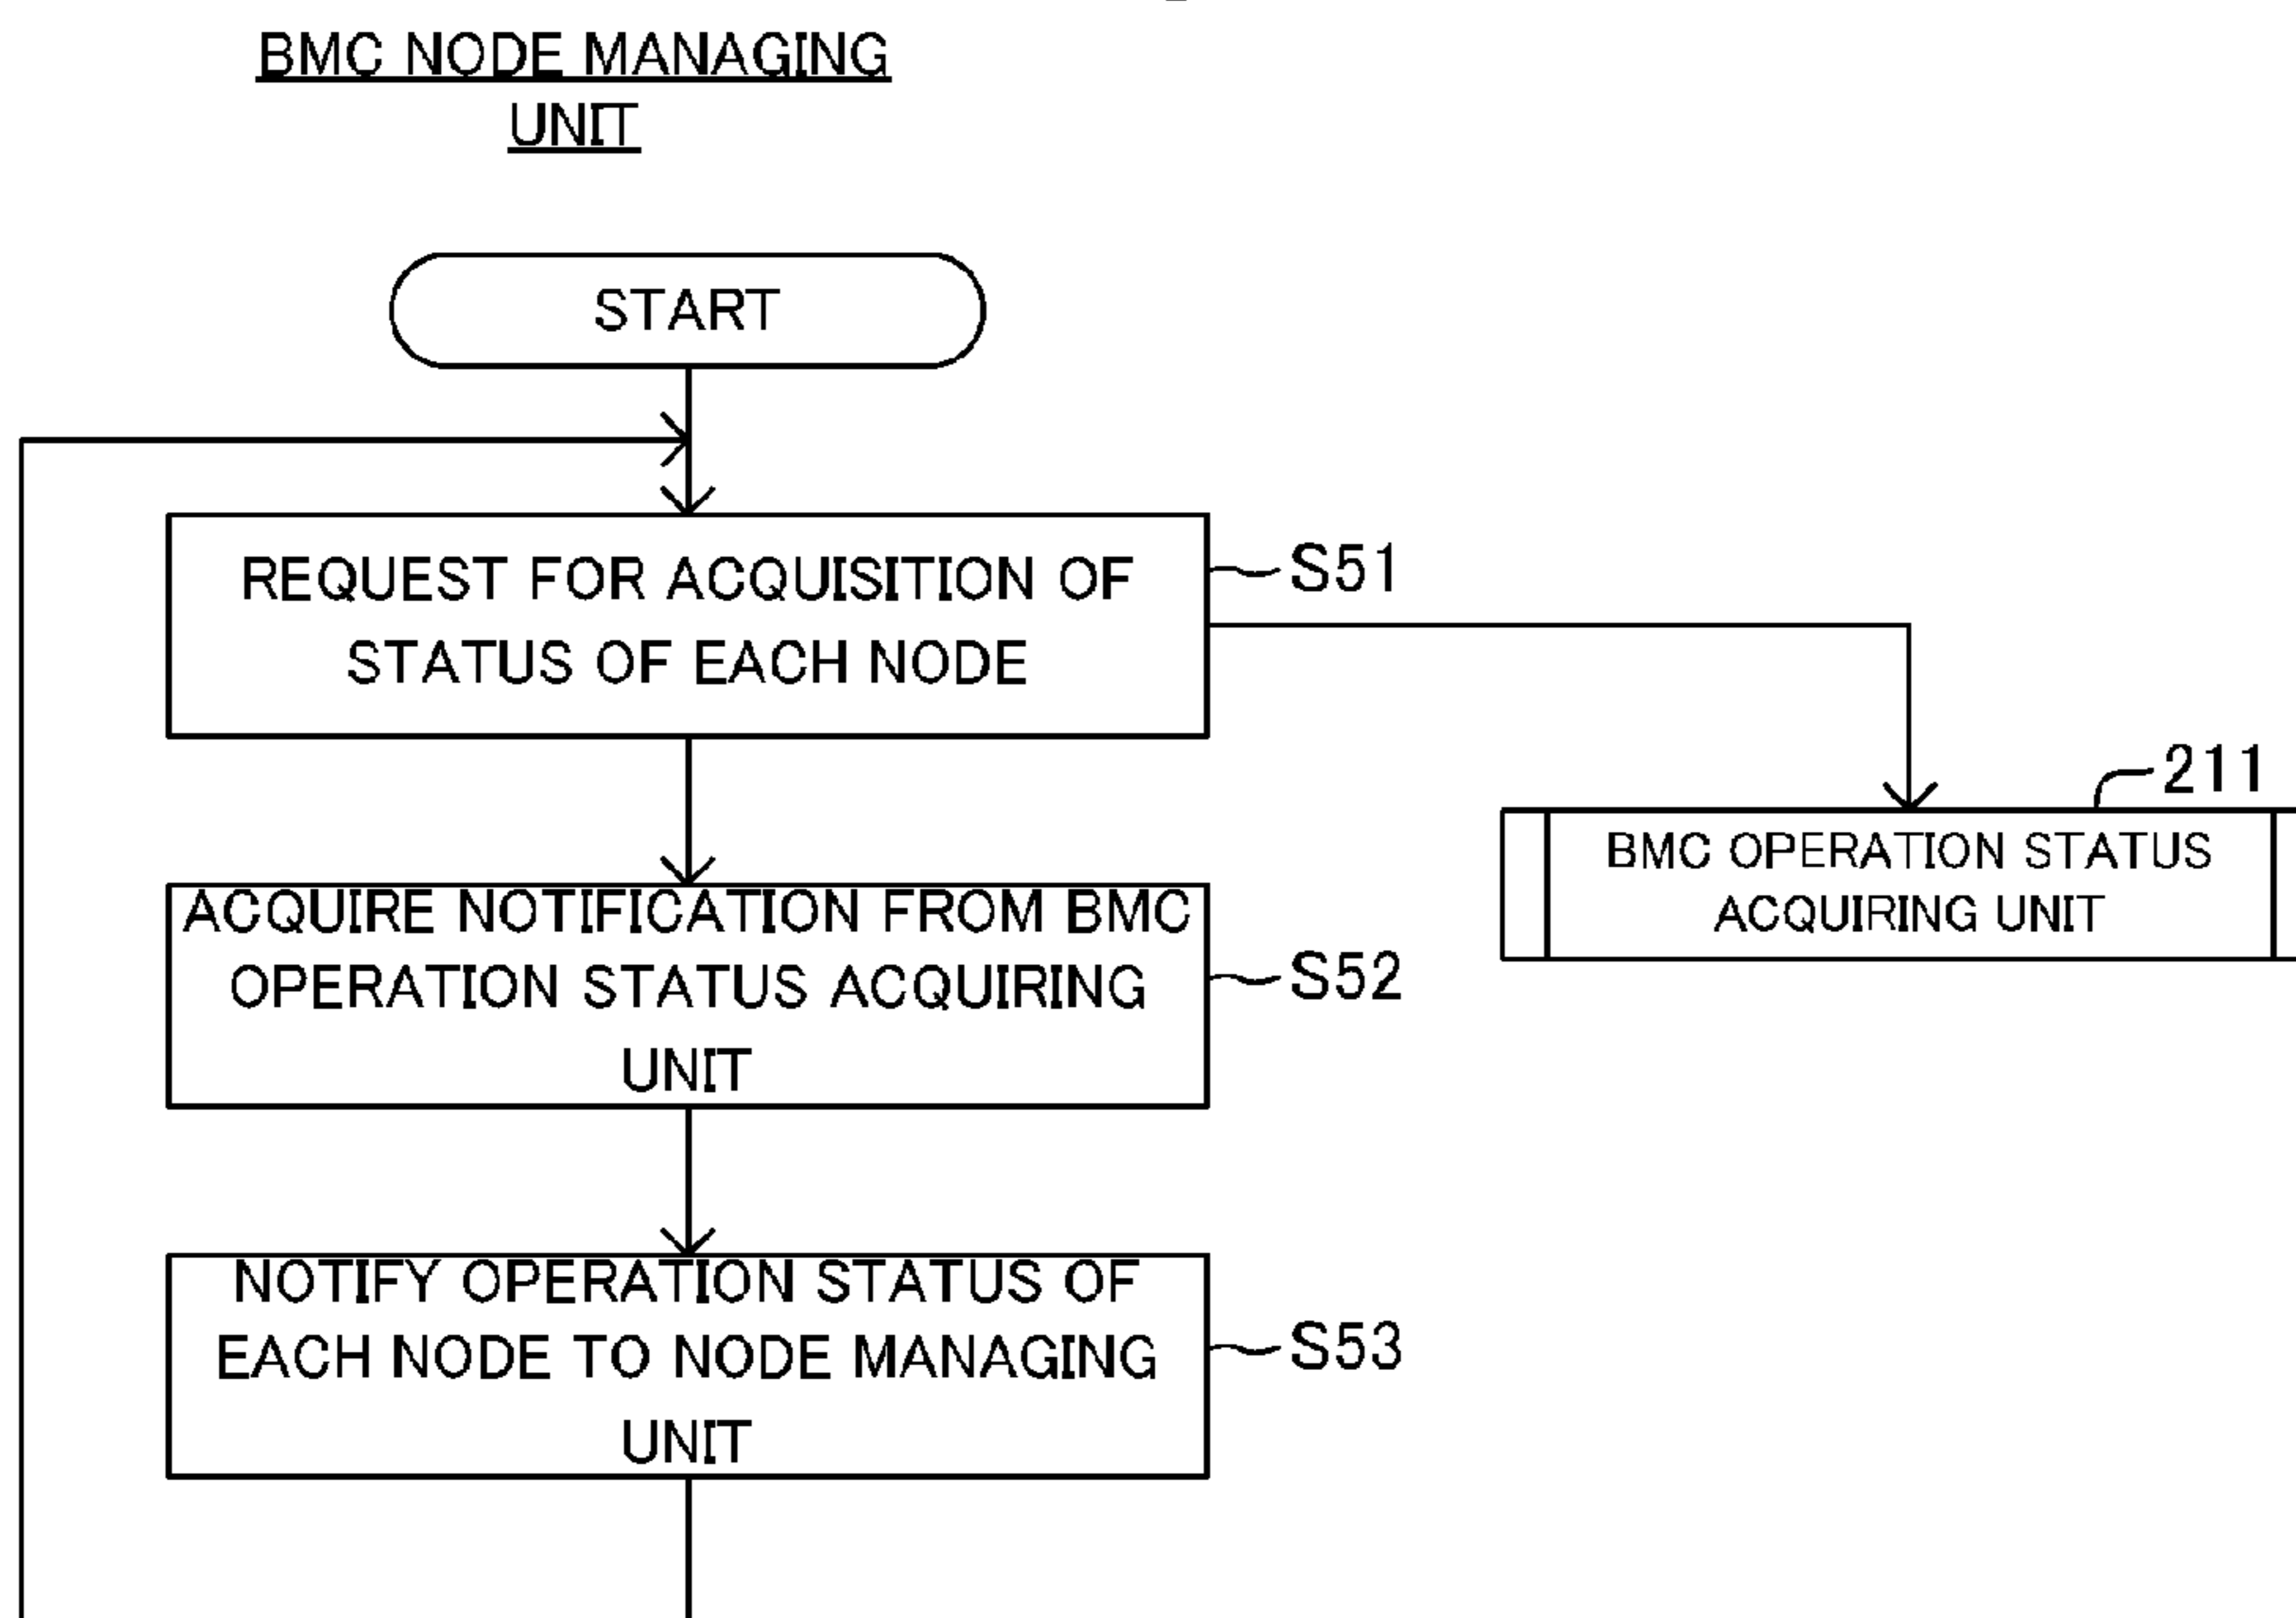 BMC NODE MANAGING
UNIT
START
REQUEST FOR ACQUISITION OF
STATUS OF EACH NODE
S51
211
BMC OPERATION STATUS
ACQUIRING UNIT
ACQUIRE NOTIFICATION FROM BMC
OPERATION STATUS ACQUIRING
UNIT
S52
NOTIFY OPERATION STATUS OF
EACH NODE TO NODE MANAGING
UNIT
S53